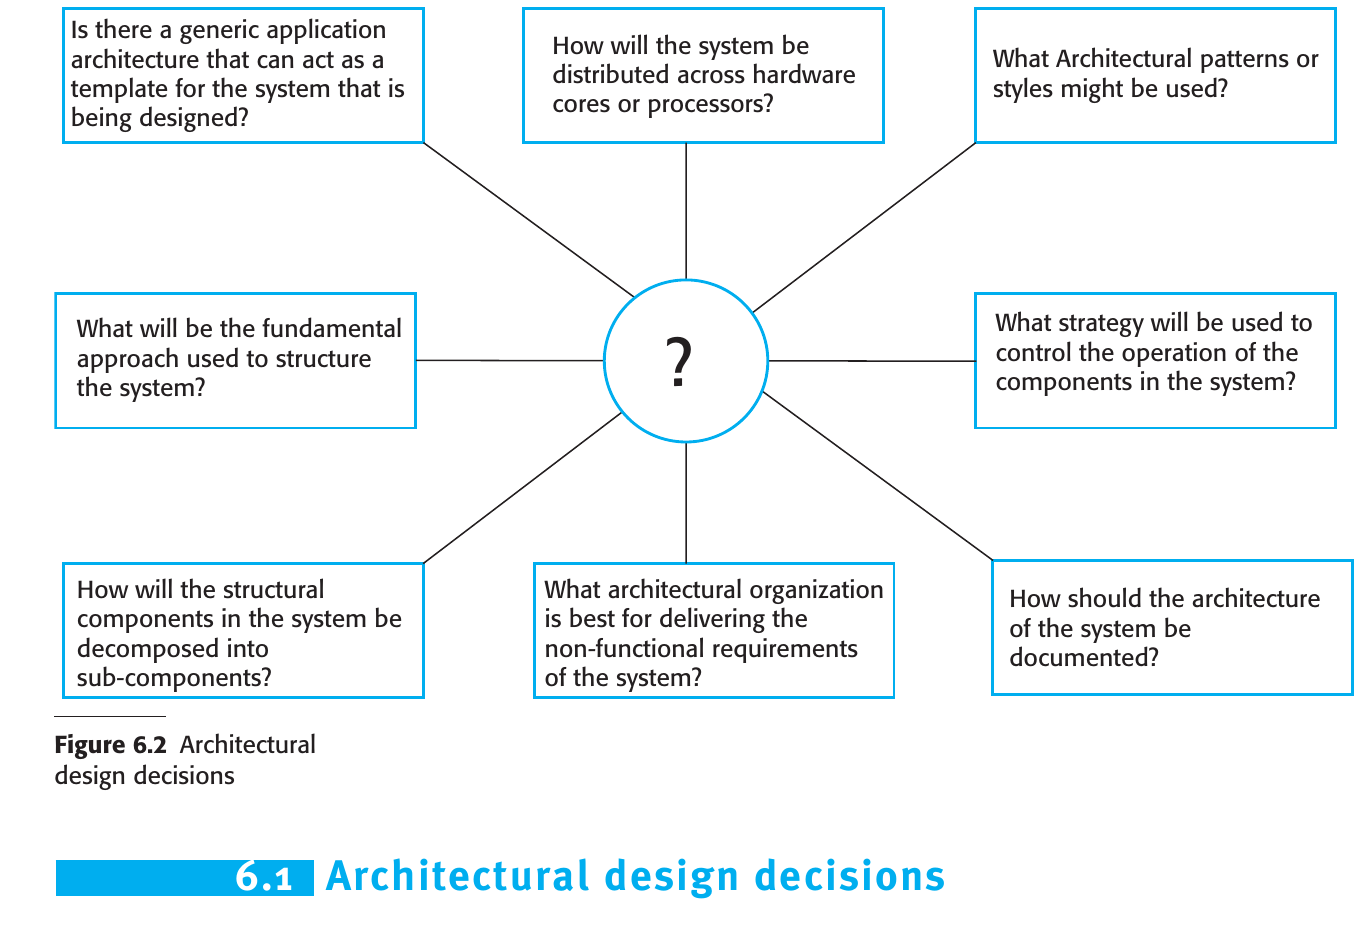 Is there a generic application
architecture that can act as a
template for the system that is
being designed?
How will the system be
distributed across hardware
cores or processors?
What Architectural patterns or
styles might be used?
What will be the fundamental
approach used to structure
the system?
?
What strategy will be used to
control the operation of the
components in the system?
How will the structural
components in the system be
decomposed into
sub-components?
What architectural organization
is best for delivering the
non-functional requirements
of the system?
How should the architecture
of the system be
documented?
Figure 6.2 Architectural
design decisions
6.1 Architectural design decisions